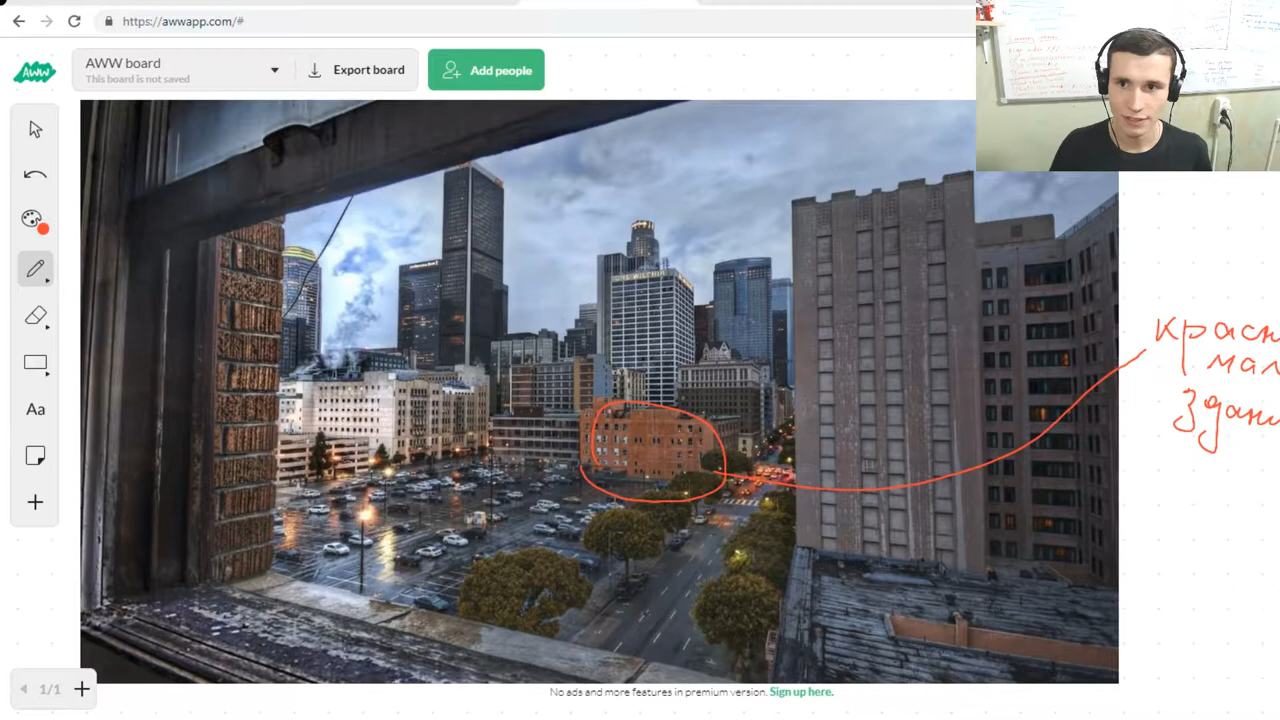 https://awwapp.com/#
AWW
AWW board
This board is not saved
Export board
Add people
Aa
1/1
No ads and more features in premium version. Sign up here.
красн
мал
здани